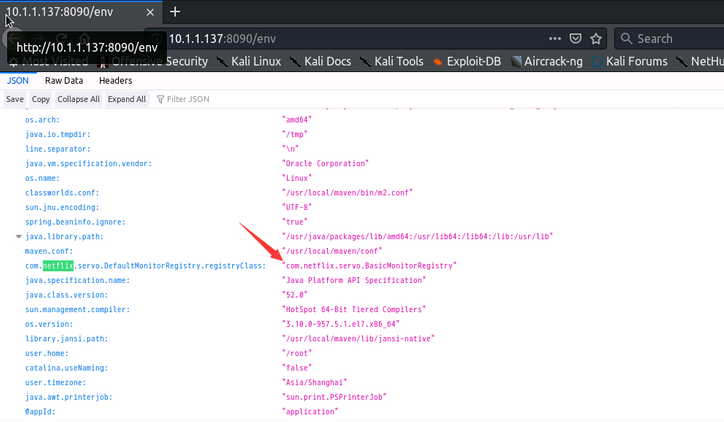 10.1.1.137:8090/env
10.1.1.137:8090/env
Search
http://10.1.1.137:8090/env
Most Visited Offensive Security Kali Linux Kali Docs Kali Tools Exploit-DB Aircrack-ng Kali Forums NetHu
JSON Raw Data Headers
Save Copy Collapse All Expand All Filter JSON
os.arch: "amd64"
java.io.tmpdir: "/tmp"
line.separator: "\n"
java.vm.specification.vendor: "Oracle Corporation"
os.name: "Linux"
classworlds.conf: "/usr/local/maven/bin/m2.conf"
sun.jnu.encoding: "UTF-8"
spring.beaninfo.ignore: "true"
java.library.path: "/usr/java/packages/lib/amd64:/usr/lib64:/lib64:/lib:/usr/lib"
maven.conf: "/usr/local/maven/conf"
com.netflix.servo.DefaultMonitorRegistry.registryClass: "com.netflix.servo.BasicMonitorRegistry"
java.specification.name: "Java Platform API Specification"
java.class.version: "52.0"
sun.management.compiler: "HotSpot 64-Bit Tiered Compilers"
os.version: "3.10.0-957.5.1.el7.x86_64"
library.jansi.path: "/usr/local/maven/lib/jansi-native"
user.home: "/root"
catalina.useNaming: "false"
user.timezone: "Asia/Shanghai"
java.awt.printerjob: "sun.print.PSPrinterJob"
@appId: "application"